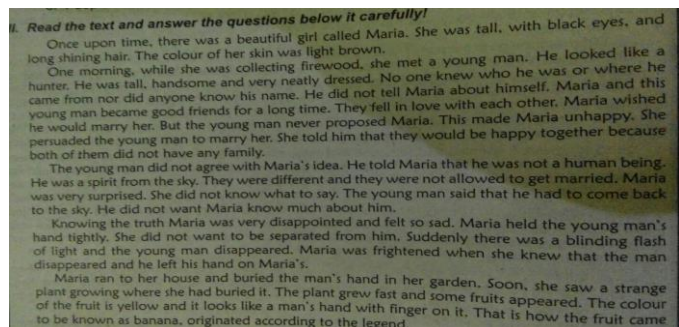 II. Read the text and answer the questions below it carefully!
Once upon time, there was a beautiful girl called Maria. She was tall, with black eyes, and
long shining hair. The colour of her skin was light brown.
One morning, while she was collecting firewood, she met a young man. He looked like a
hunter. He was tall, handsome and very neatly dressed. No one knew who he was or where he
came from nor did anyone know his name. He did not tell Maria about himself. Maria and this
young man became good friends for a long time. They fell in love with each other. Maria wished
he would marry her. But the young man never proposed Maria. This made Maria unhappy. She
persuaded the young man to marry her. She told him that they would be happy together because
both of them did not have any family.
The young man did not agree with Maria's idea. He told Maria that he was not a human being.
He was a spirit from the sky. They were different and they were not allowed to get married. Maria
was very surprised. She did not know what to say. The young man said that he had to come back
to the sky. He did not want Maria know much about him.
Knowing the truth Maria was very disappointed and felt so sad. Maria held the young man's
hand tightly. She did not want to be separated from him. Suddenly there was a blinding flash
of light and the young man disappeared. Maria was frightened when she knew that the man
disappeared and he left his hand on Maria's.
Maria ran to her house and buried the man's hand in her garden. Soon, she saw a strange
plant growing where she had buried it. The plant grew fast and some fruits appeared. The colour
of the fruit is yellow and it looks like a man's hand with finger on it. That is how the fruit came
to be known as banana, originated according to the legend